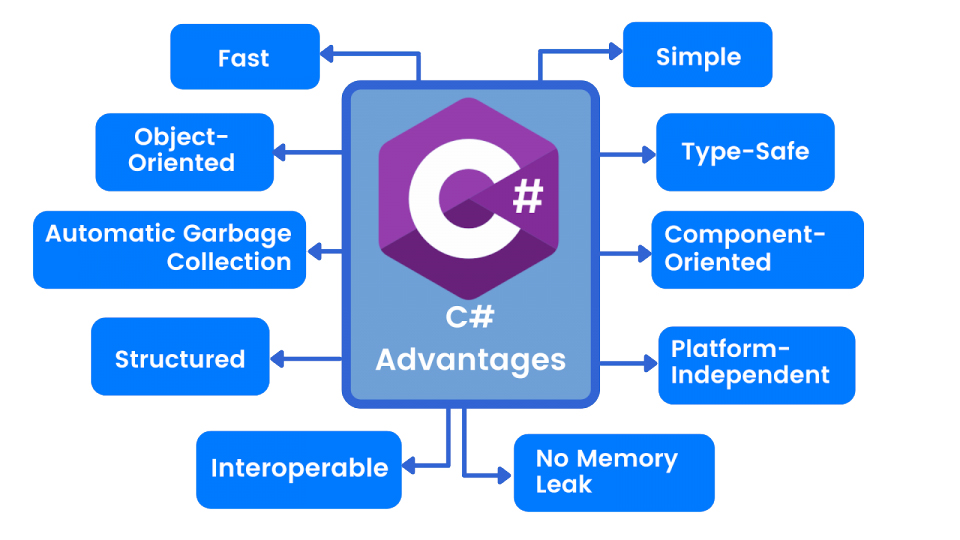 Fast
Simple
Object-
Oriented
Type-Safe
Automatic Garbage
Collection
Component-
Oriented
C#
C#
Advantages
Structured
Platform-
Independent
Interoperable
No Memory
Leak